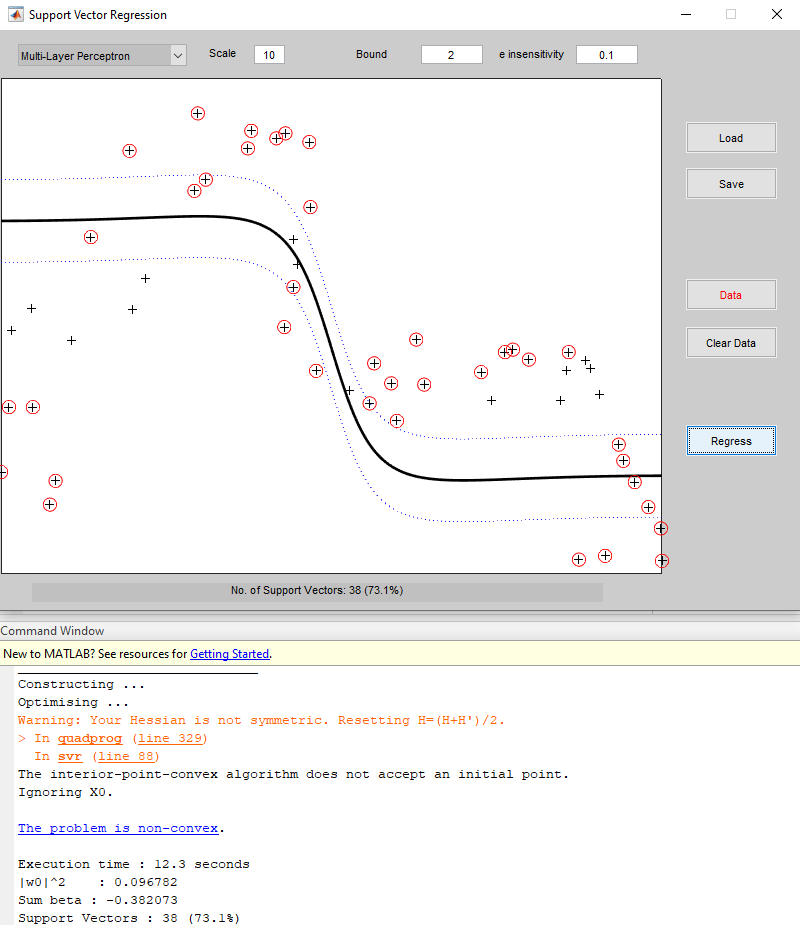 Support Vector Regression
Multi-Layer Perceptron Scale 10 Bound 2 e insensitivity 0.1
Load
Save
Data
Clear Data
Regress
No. of Support Vectors: 38 (73.1%)
Command Window
New to MATLAB? See resources for Getting Started.
Constructing ...
Optimising ...
Warning: Your Hessian is not symmetric. Resetting H=(H+H')/2.
> In quadprog (line 329)
In svr (line 88)
The interior-point-convex algorithm does not accept an initial point.
Ignoring X0.
The problem is non-convex.
Execution time : 12.3 seconds
|w0|^2 : 0.096782
Sum beta : -0.382073
Support Vectors : 38 (73.1%)